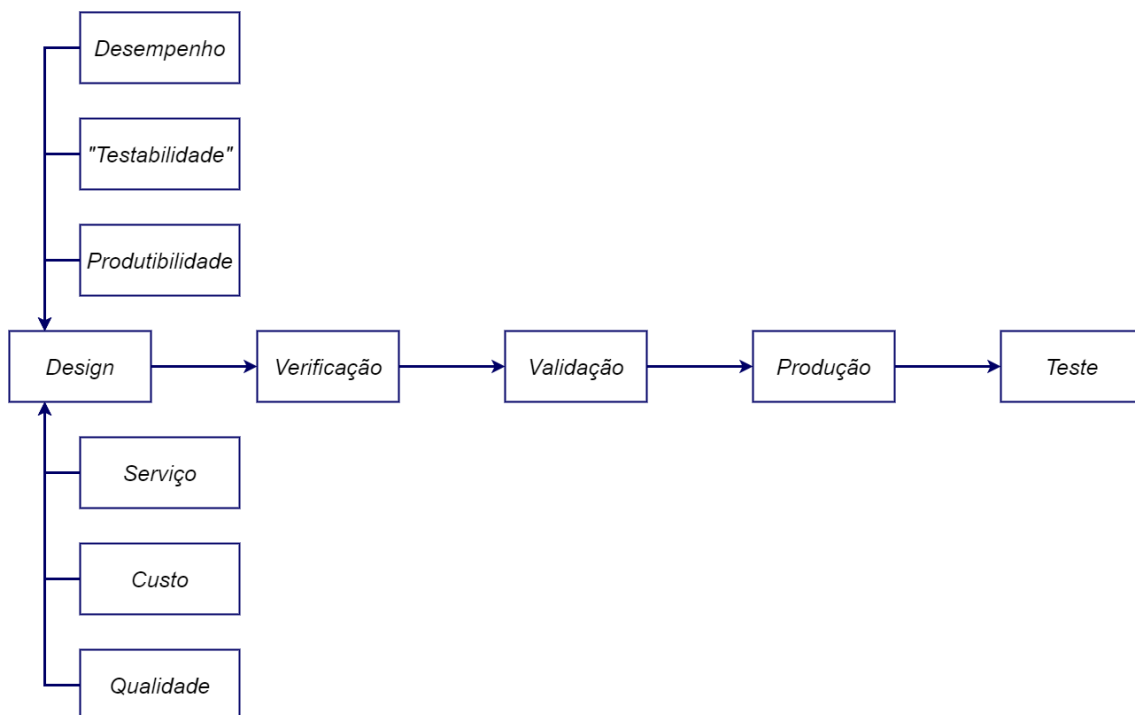 Desempenho
"Testabilidade"
Produtibilidade
Design
Verificação
Validação
Produção
Teste
Serviço
Custo
Qualidade